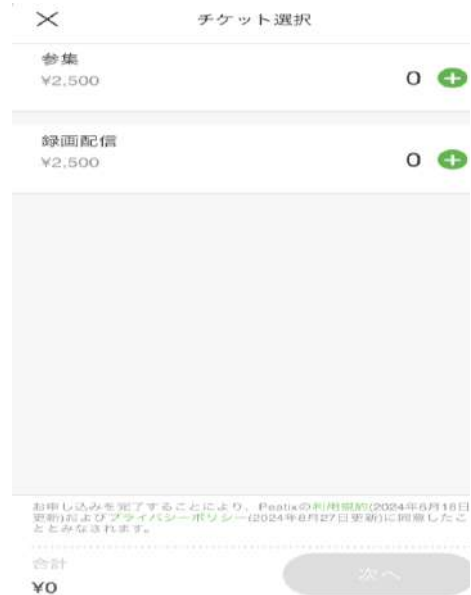 チケット選択
参集
¥2,500
0
録画配信
¥2,500
0
お申し込みを完了することにより、Peatixの利用規約(2024年6月18日
更新)およびプライバシーポリシー(2024年8月27日更新)に同意したこ
ととみなされます。
合計
¥0
次へ